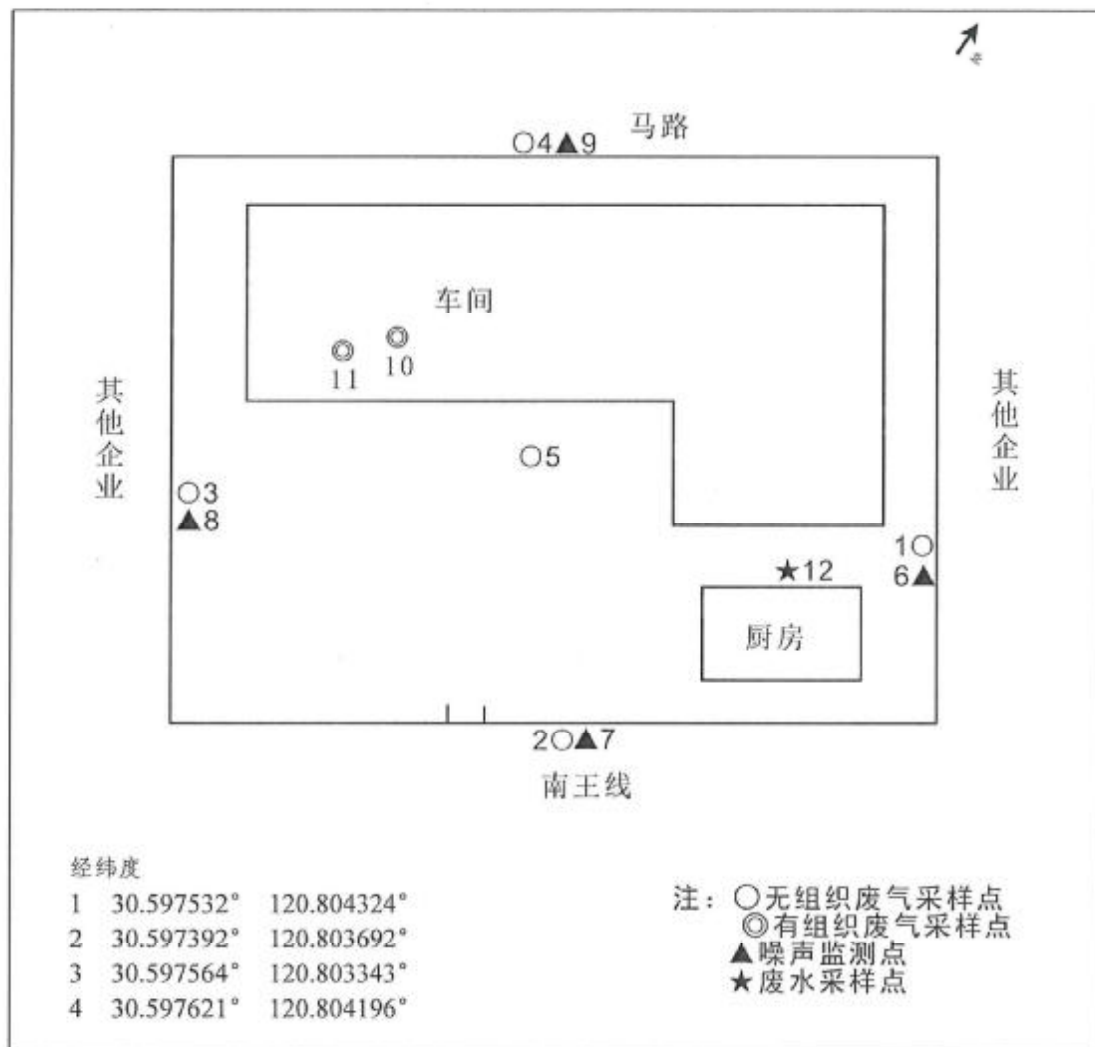 北
马路
○4▲9
车间
10
11
其他企业
其他企业
○5
○3
▲8
1○
6▲
★12
厨房
2○▲7
南王线
经纬度
1 30.597532° 120.804324°
2 30.597392° 120.803692°
3 30.597564° 120.803343°
4 30.597621° 120.804196°
注：○无组织废气采样点
◎有组织废气采样点
▲噪声监测点
★废水采样点